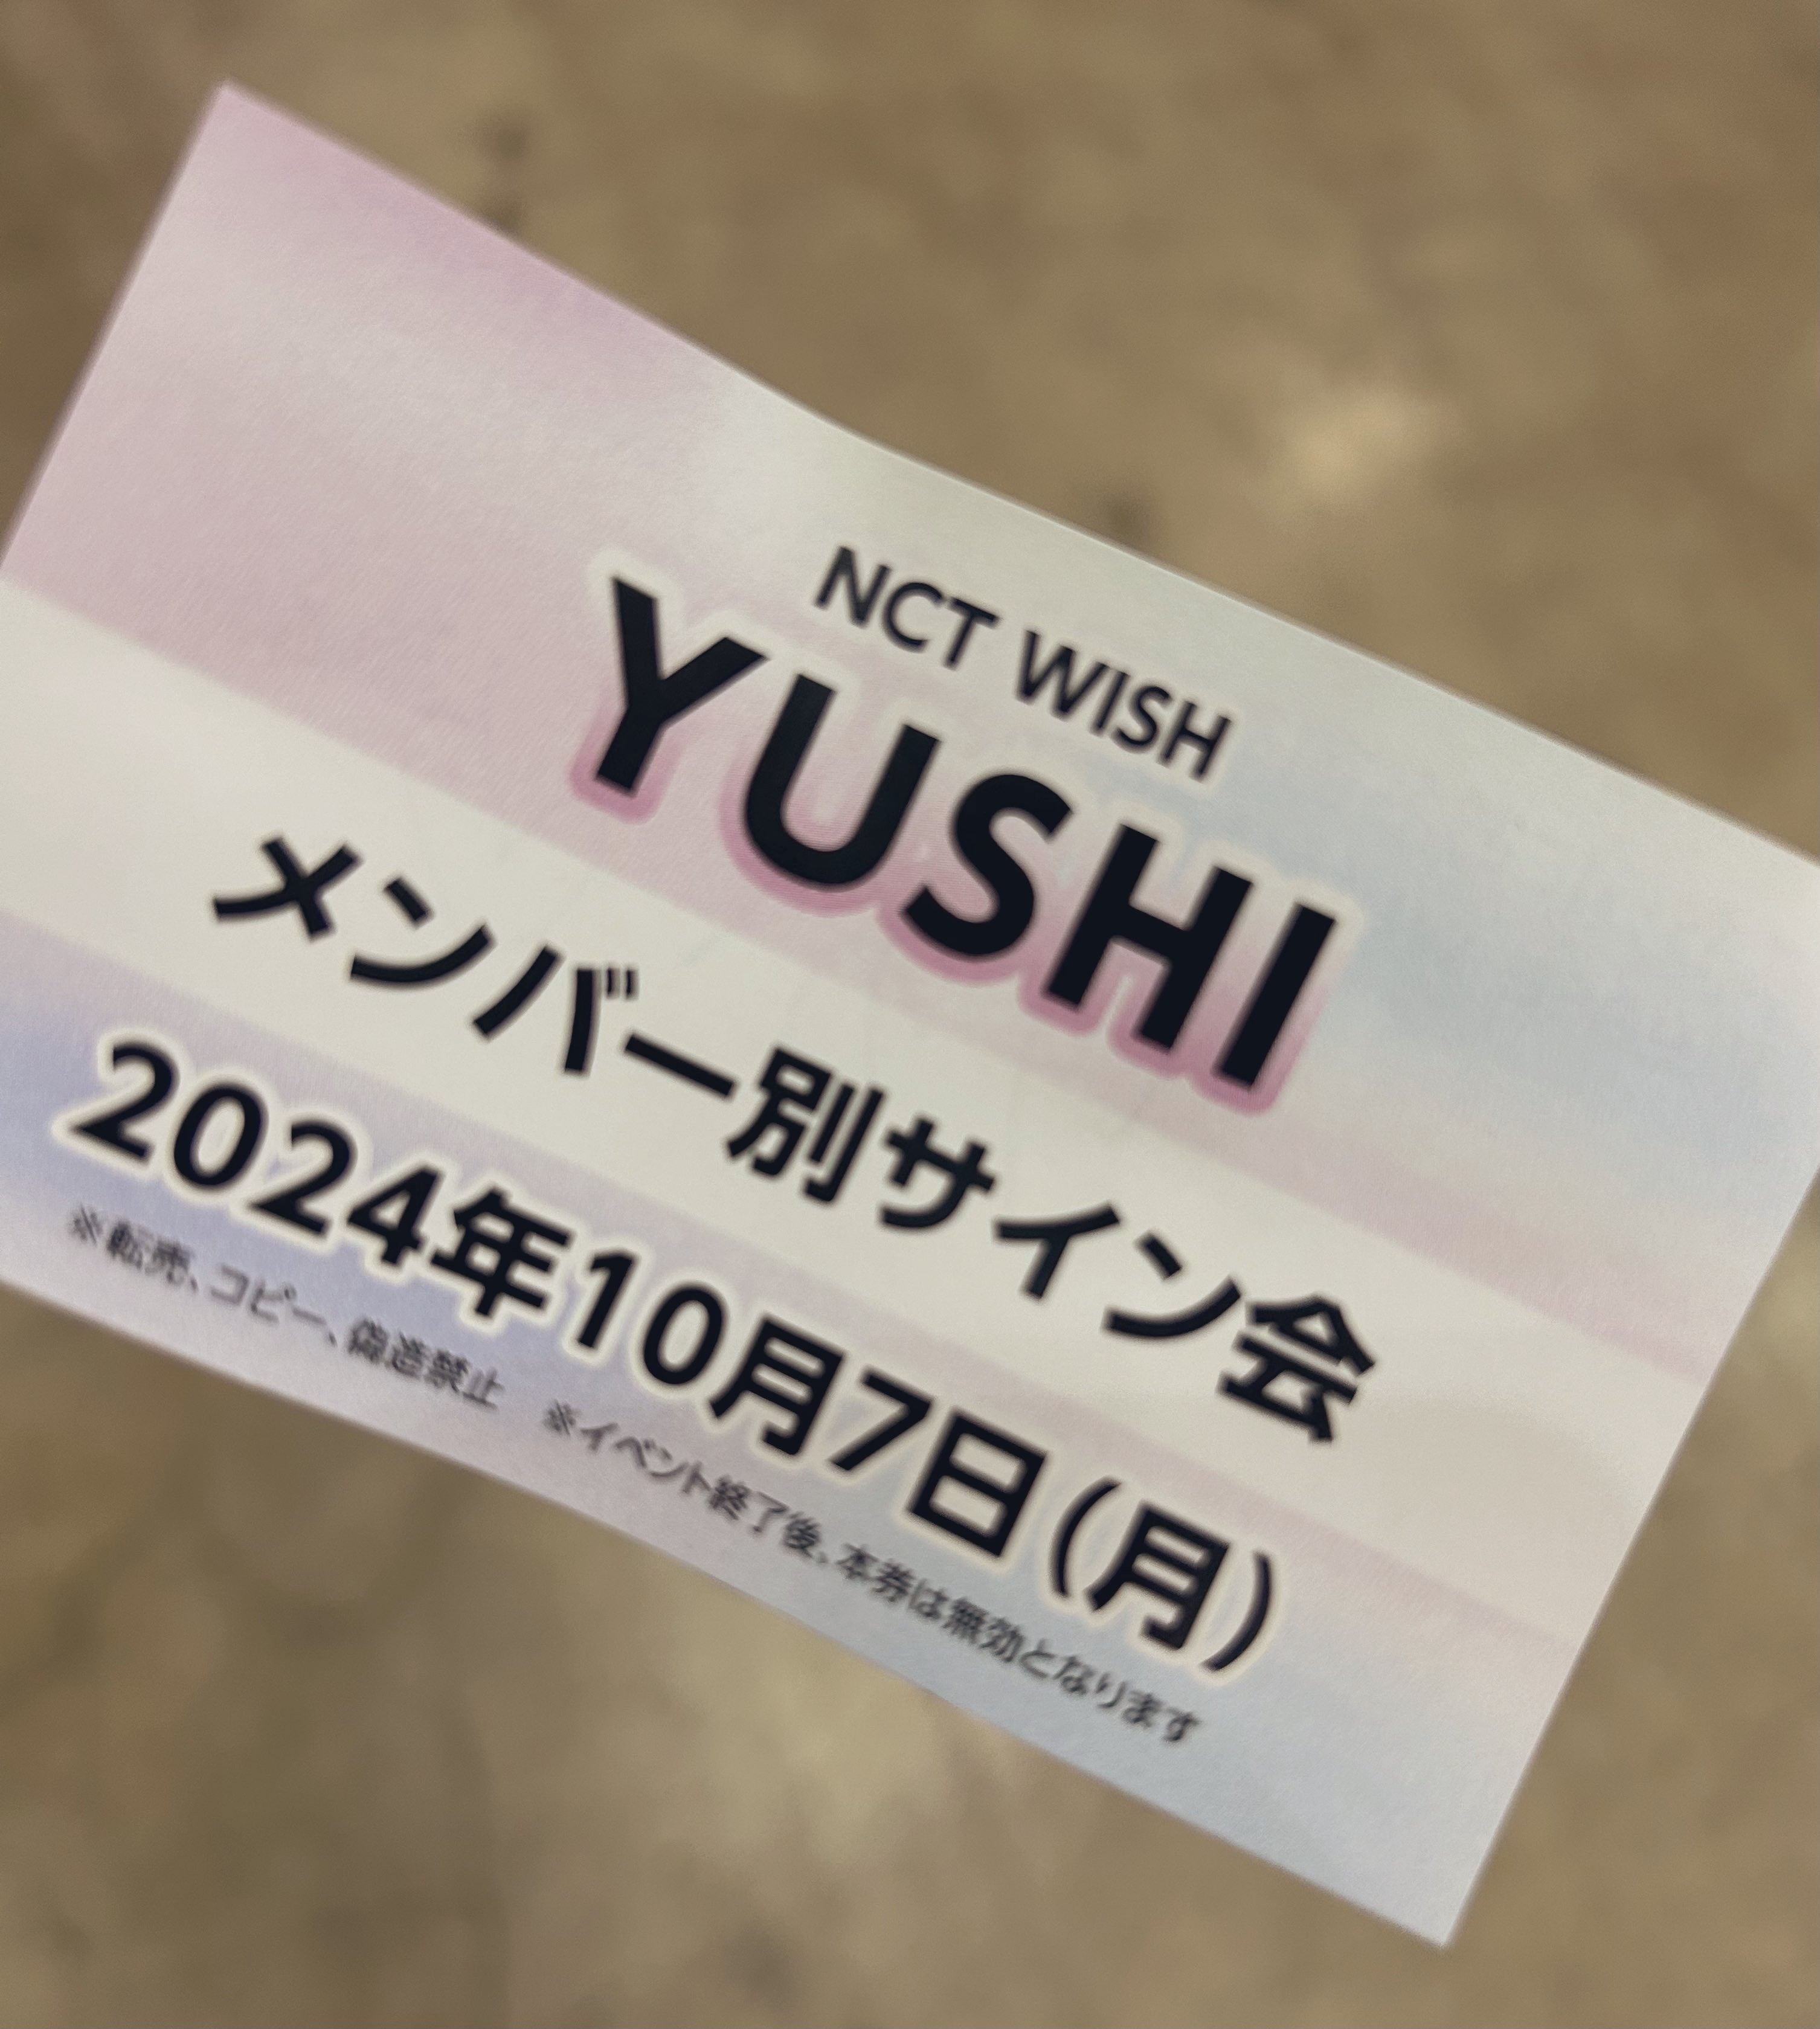 NCT WISH
YUSHI
メンバー別サイン会
2024年10月7日(月)
※転売、コピー、偽造禁止　※イベント終了後、本券は無効となります